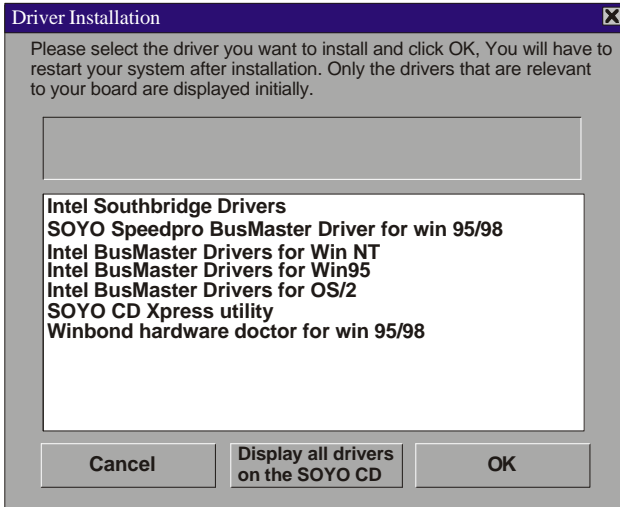 Driver Installation
Please select the driver you want to install and click OK, You will have to
restart your system after installation. Only the drivers that are relevant
to your board are displayed initially.
Intel Southbridge Drivers
SOYO Speedpro BusMaster Driver for win 95/98
Intel BusMaster Drivers for Win NT
Intel BusMaster Drivers for Win95
Intel BusMaster Drivers for OS/2
SOYO CD Xpress utility
Winbond hardware doctor for win 95/98
Cancel
Display all drivers
on the SOYO CD
OK